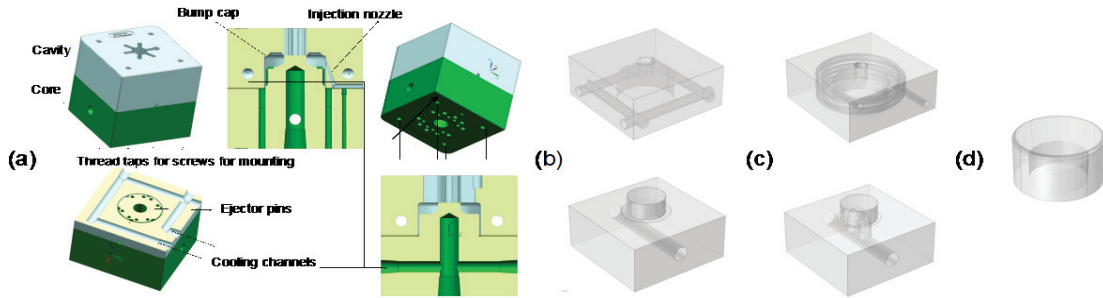 Bump cap
Injection nozzle
Cavity
Core
(a)
(b)
(c)
(d)
Thread taps for screws for mounting
Ejector pins
Cooling channels